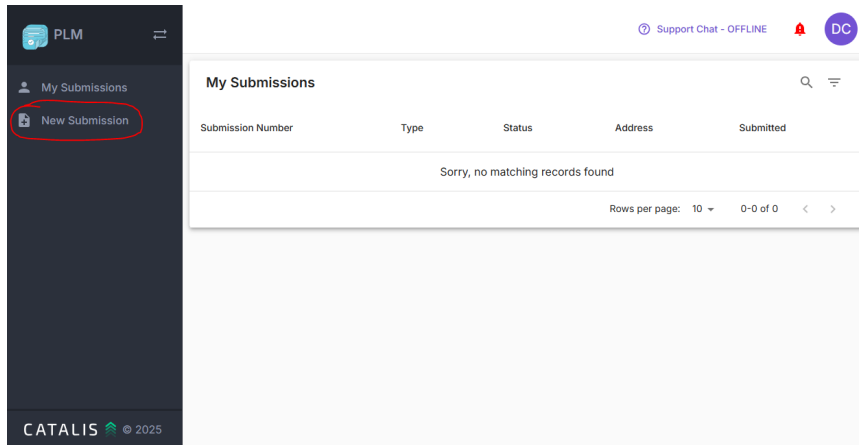 PLM
Support Chat - OFFLINE
DC
My Submissions
New Submission
My Submissions
Submission Number Type Status Address Submitted
Sorry, no matching records found
Rows per page: 10 0-0 of 0
CATALIS © 2025